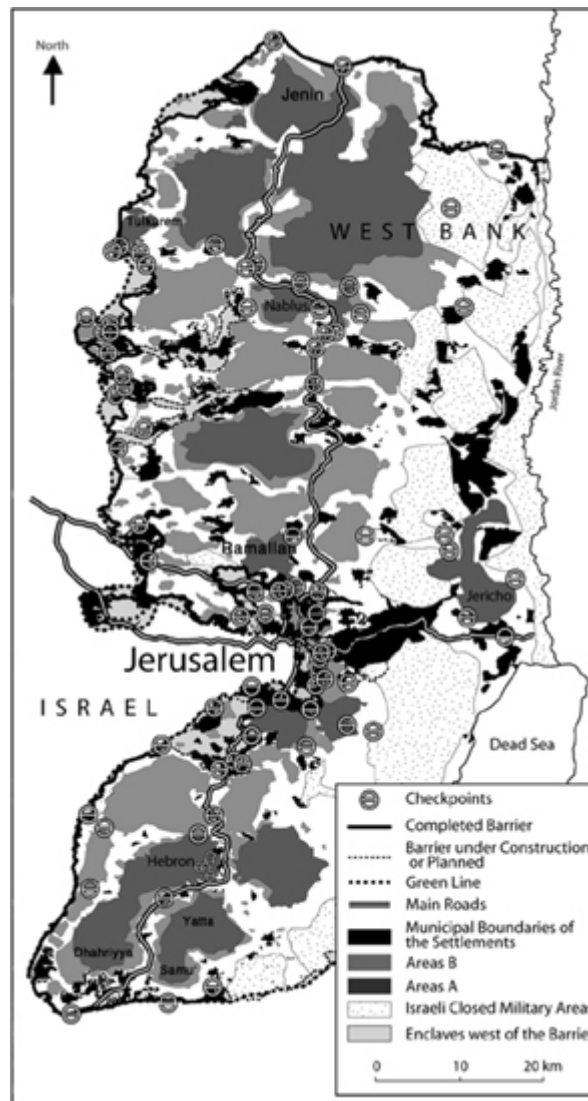 North
Jenin
Tulkarem
WEST BANK
Nablus
Jordan River
Ramallah
Jericho
Jerusalem
ISRAEL
Dead Sea
Hebron
Yatta
Dhahriyya
Samu
Checkpoints
Completed Barrier
Barrier under Construction
or Planned
Green Line
Main Roads
Municipal Boundaries of
the Settlements
Areas B
Areas A
Israeli Closed Military Area
Enclaves west of the Barrie
0 10 20 km